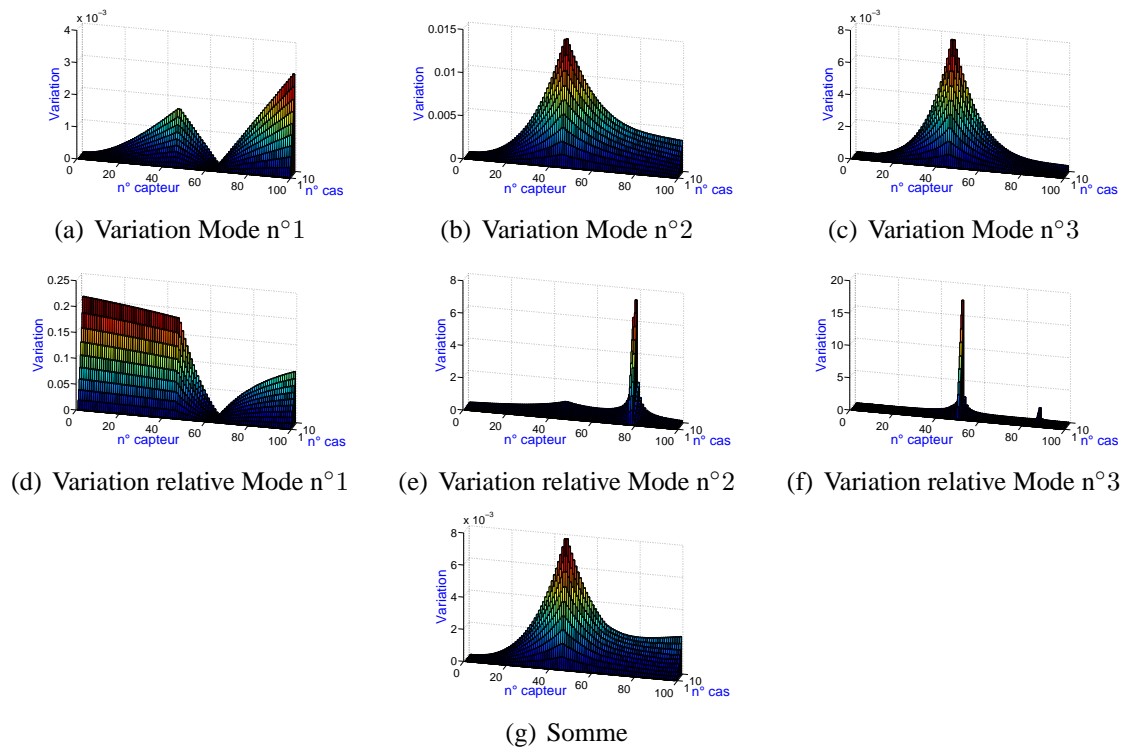 x 10⁻³
4
3
2
1
0
Variation
0
20
40
60
80
100
n° capteur
1
10
n° cas
(a) Variation Mode n°1
0.015
0.01
0.005
0
Variation
0
20
40
60
80
100
n° capteur
1
10
n° cas
(b) Variation Mode n°2
x 10⁻³
8
6
4
2
0
Variation
0
20
40
60
80
100
n° capteur
1
10
n° cas
(c) Variation Mode n°3
0.25
0.2
0.15
0.1
0.05
0
Variation
0
20
40
60
80
100
n° capteur
1
10
n° cas
(d) Variation relative Mode n°1
8
6
4
2
0
Variation
0
20
40
60
80
100
n° capteur
1
10
n° cas
(e) Variation relative Mode n°2
20
15
10
5
0
Variation
0
20
40
60
80
100
n° capteur
1
10
n° cas
(f) Variation relative Mode n°3
x 10⁻³
8
6
4
2
0
Variation
0
20
40
60
80
100
n° capteur
1
10
n° cas
(g) Somme